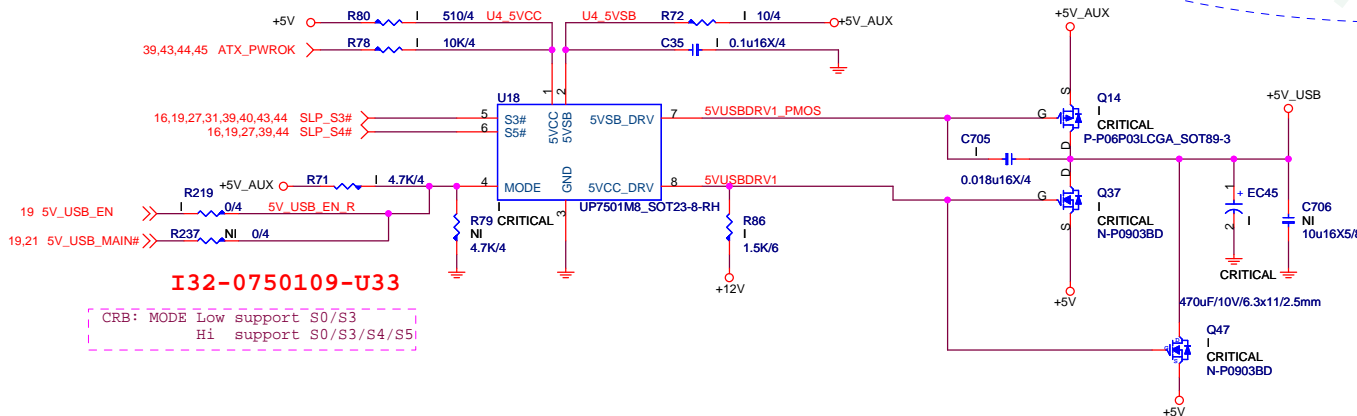 +5V R80 I 510/4 U4_5VCC U4_5VSB R72 I 10/4 +5V_AUX
39,43,44,45 ATX_PWROK R78 I 10K/4 C35 I 0.1u16X/4
+5V_AUX
+5V_USB
1 2
U18
16,19,27,31,39,40,43,44 SLP_S3# 5 S3# 5VCC 5VSB 5VSB_DRV 7 5VUSBDRV1_PMOS
16,19,27,39,44 SLP_S4# 6 S5#
S
G
D
Q14
I
CRITICAL
P-P06P03LCGA_SOT89-3
C705
I
0.018u16X/4
+5V_AUX R71 I 4.7K/4 4 MODE GND 5VCC_DRV 8 5VUSBDRV1
UP7501M8_SOT23-8-RH
I
CRITICAL
3
R219
I 0/4 5V_USB_EN_R
19 5V_USB_EN
19,21 5V_USB_MAIN# R237 NI 0/4
R79
NI
4.7K/4
R86
I
1.5K/6
+12V
D
G
S
Q37
I
CRITICAL
N-P0903BD
+5V
1
+ EC45
2 I
CRITICAL
470uF/10V/6.3x11/2.5mm
C706
NI
10u16X5/8
I32-0750109-U33
CRB: MODE Low support S0/S3
Hi support S0/S3/S4/S5
Q47
I
CRITICAL
N-P0903BD
+5V